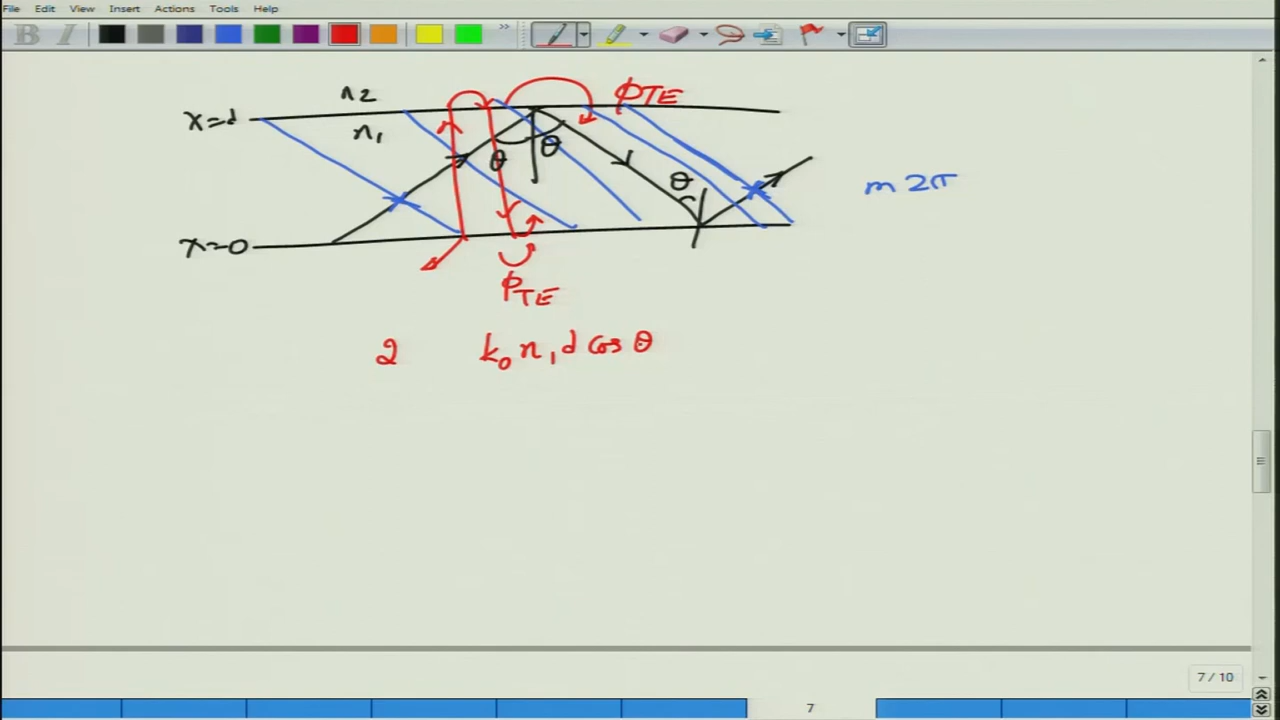 File Edit View Insert Actions Tools Help
B I
n2
x=d
n1
ϕTE
θ θ
θ
m 2π
x=0
ϕTE
2 k0 n1 d cos θ
7 / 10
7